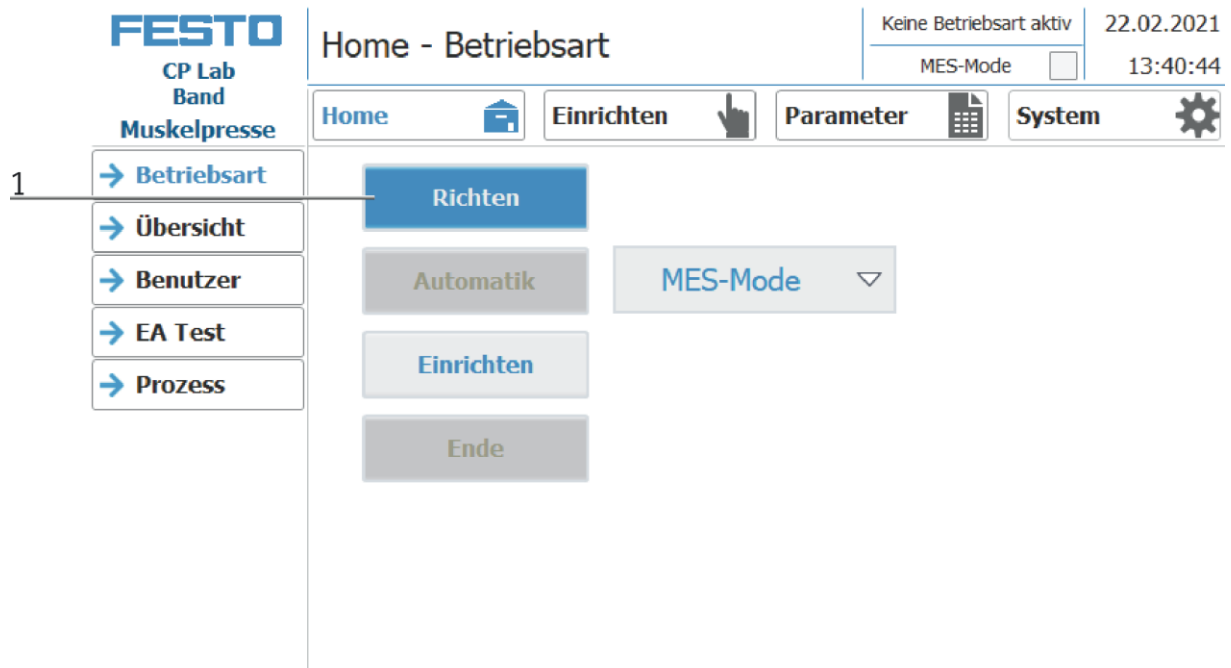 FESTO
CP Lab
Band
Muskelpresse
Home - Betriebsart
Keine Betriebsart aktiv
MES-Mode
22.02.2021
13:40:44
Home
Einrichten
Parameter
System
1
Betriebsart
Übersicht
Benutzer
EA Test
Prozess
Richten
Automatik
MES-Mode
Einrichten
Ende